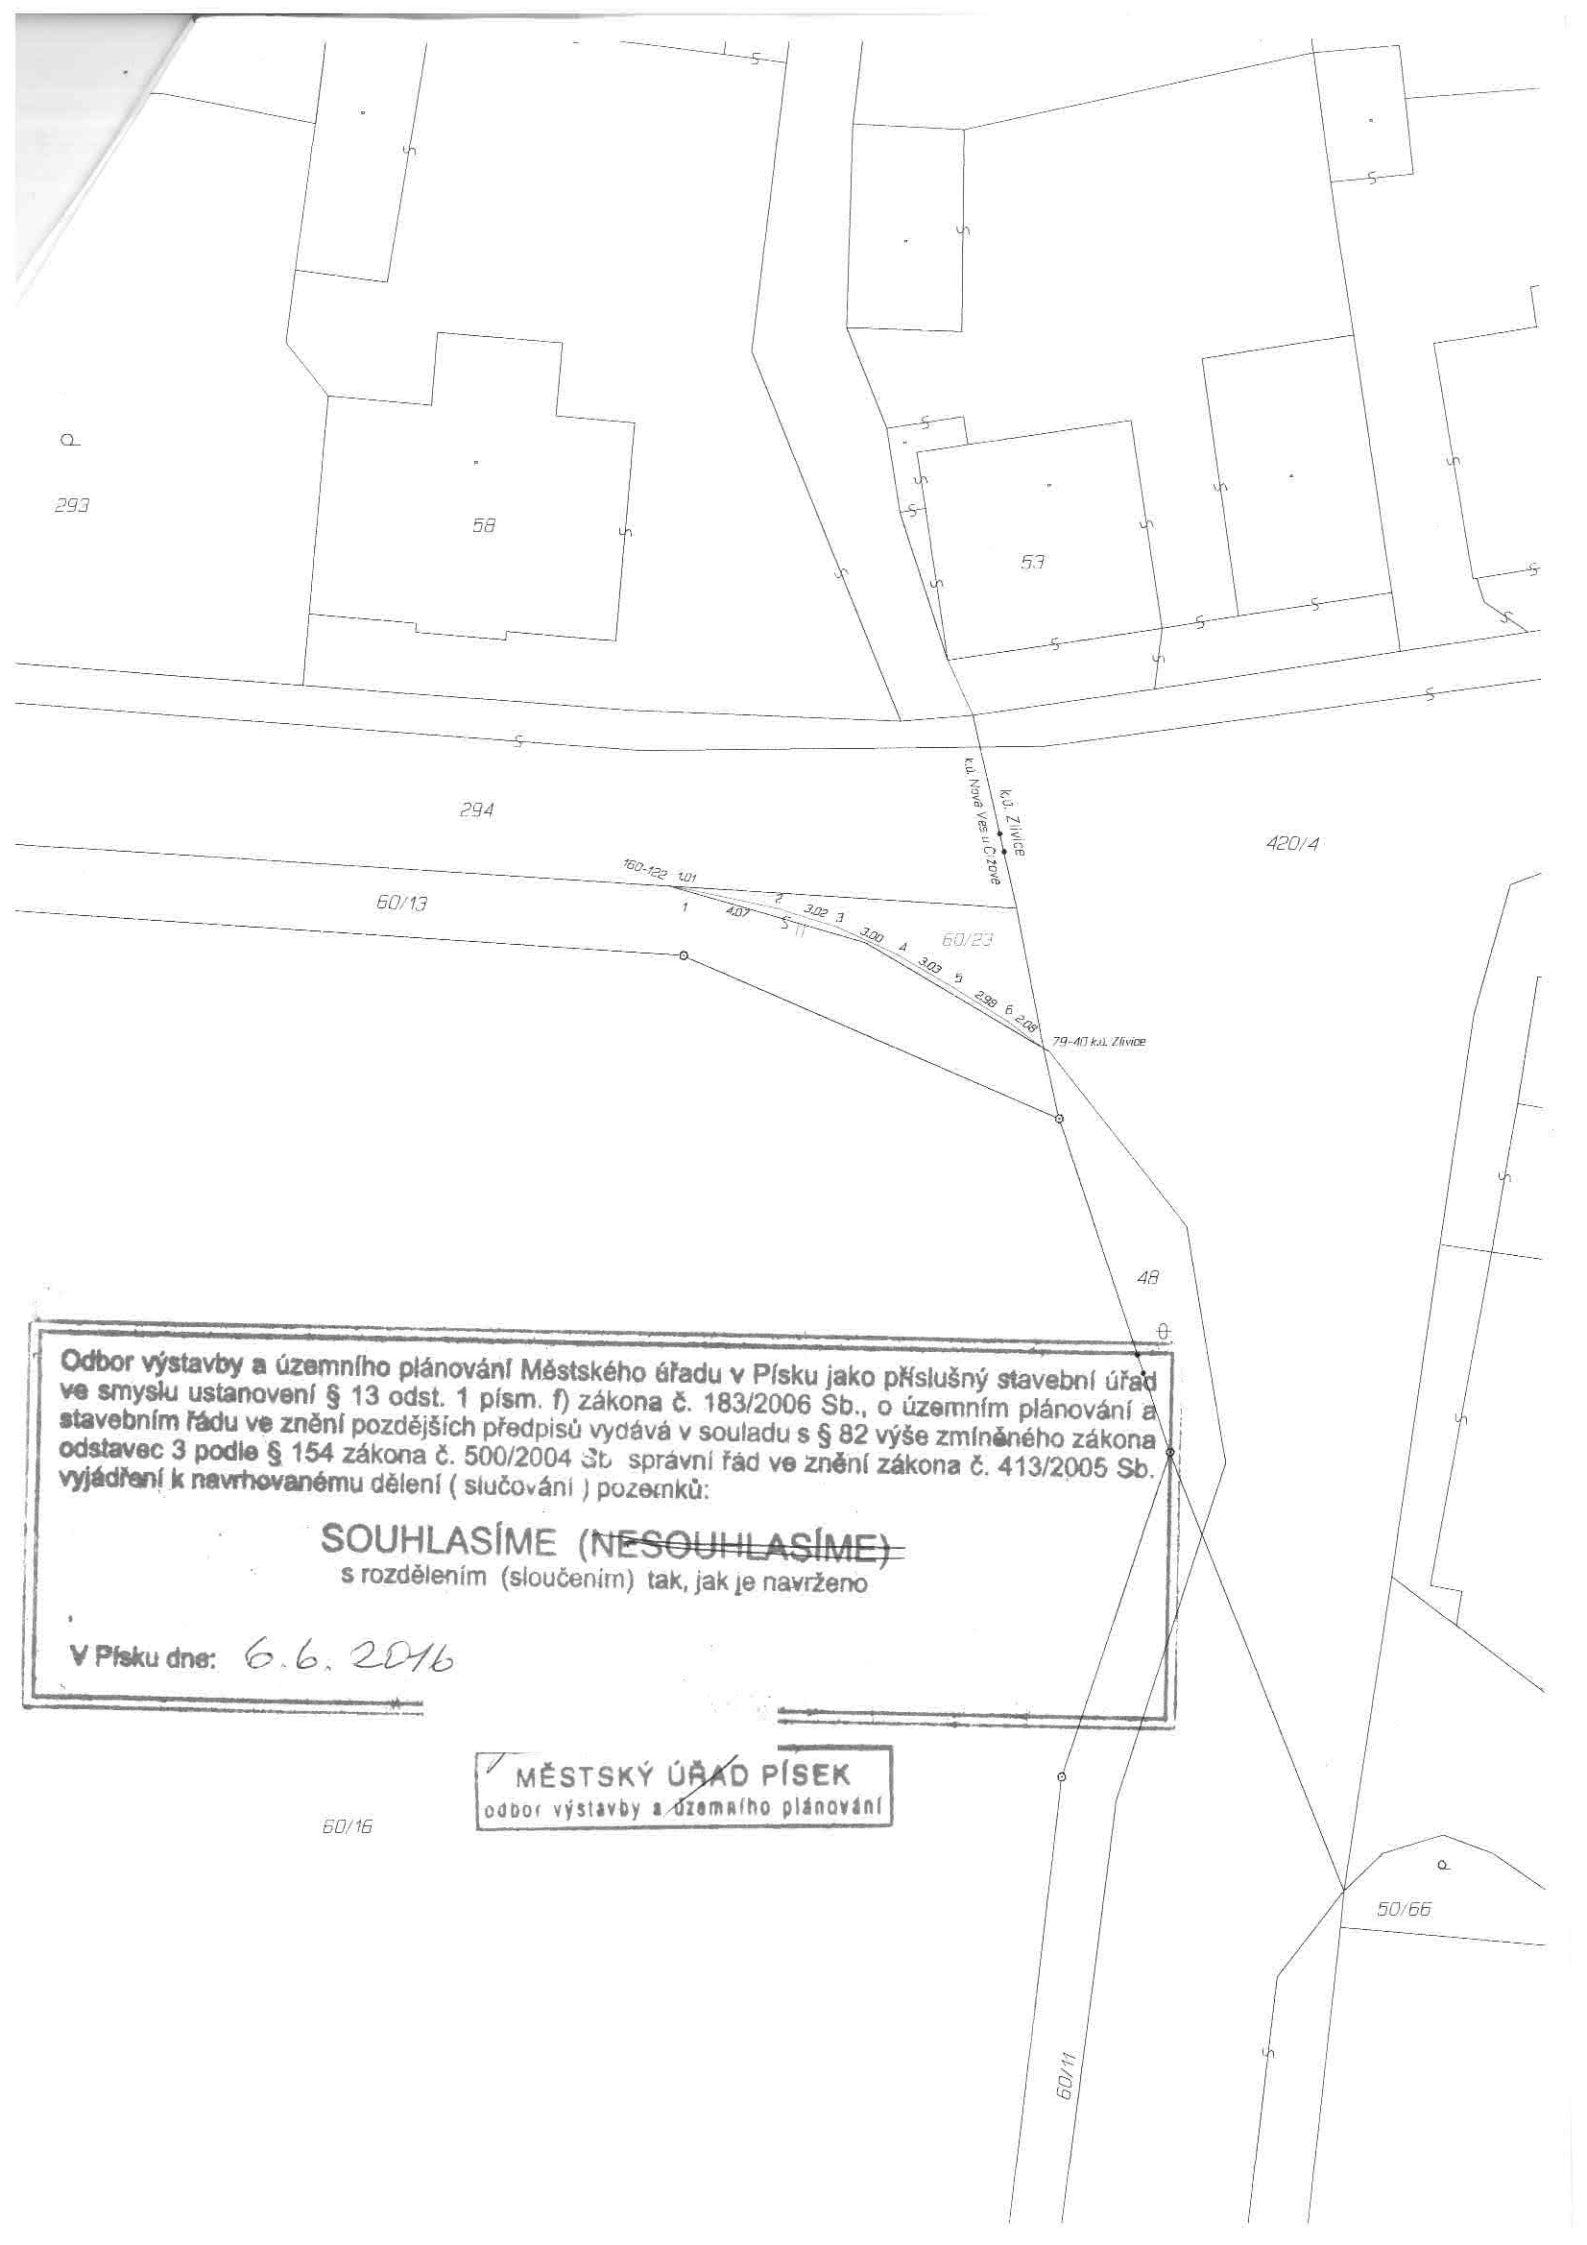 293
58
53
k.ú. Nová Ves u Čížové
k.ú. Zlivice
294
420/4
160-122 1.01
60/13
1 4.07 2 3.02 3
60/23
3.00 4
3.03 5
2.98 6 2.08
79-40 k.ú. Zlivice
48
Odbor výstavby a územního plánování Městského úřadu v Písku jako příslušný stavební úřad
ve smyslu ustanovení § 13 odst. 1 písm. f) zákona č. 183/2006 Sb., o územním plánování a
stavebním řádu ve znění pozdějších předpisů vydává v souladu s § 82 výše zmíněného zákona
odstavec 3 podle § 154 zákona č. 500/2004 Sb správní řád ve znění zákona č. 413/2005 Sb.
vyjádření k navrhovanému dělení ( slučování ) pozemků:
SOUHLASÍME (NESOUHLASÍME)
s rozdělením (sloučením) tak, jak je navrženo
V Písku dne: 6.6. 2016
MĚSTSKÝ ÚŘAD PÍSEK
odbor výstavby a územního plánování
60/16
50/66
60/11